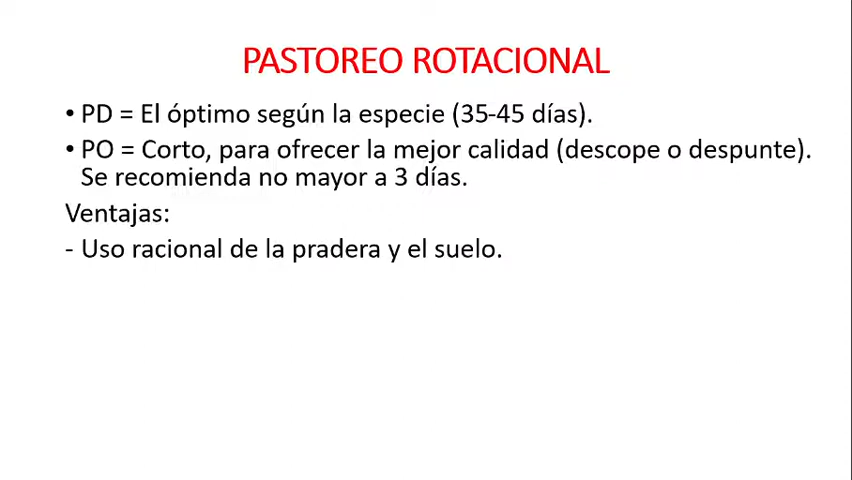 PASTOREO ROTACIONAL
• PD = El óptimo según la especie (35-45 días).
• PO = Corto, para ofrecer la mejor calidad (descope o despunte).
Se recomienda no mayor a 3 días.
Ventajas:
- Uso racional de la pradera y el suelo.